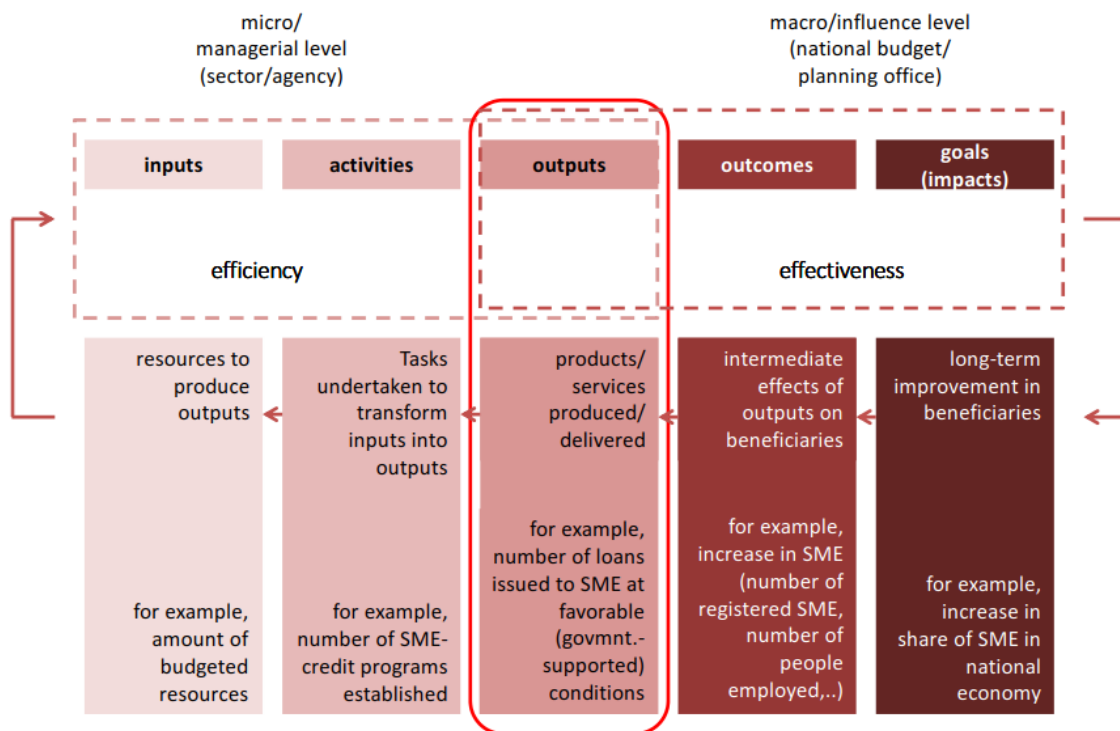 micro/
managerial level
(sector/agency)
macro/influence level
(national budget/
planning office)
inputs
activities
outputs
outcomes
goals
(impacts)
efficiency
effectiveness
resources to
produce
outputs
for example,
amount of
budgeted
resources
Tasks
undertaken to
transform
inputs into
outputs
for example,
number of SME-
credit programs
established
products/
services
produced/
delivered
for example,
number of loans
issued to SME at
favorable
(govmnt.-
supported)
conditions
intermediate
effects of
outputs on
beneficiaries
for example,
increase in SME
(number of
registered SME,
number of
people
employed,..)
long-term
improvement in
beneficiaries
for example,
increase in
share of SME in
national
economy